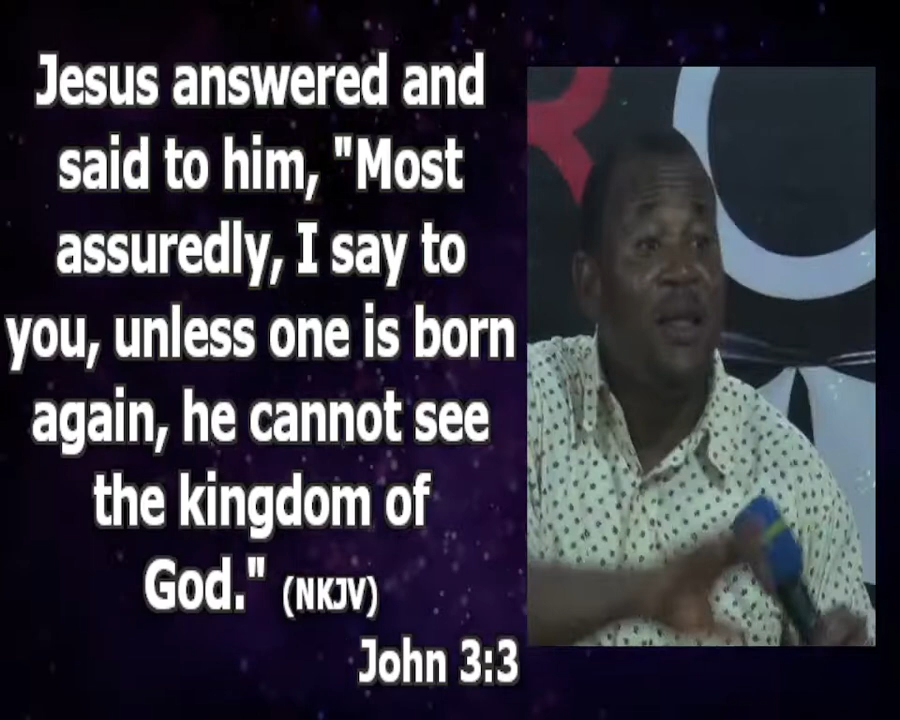 Jesus answered and
said to him, "Most
assuredly, I say to
you, unless one is born
again, he cannot see
the kingdom of
God." (NKJV)
John 3:3